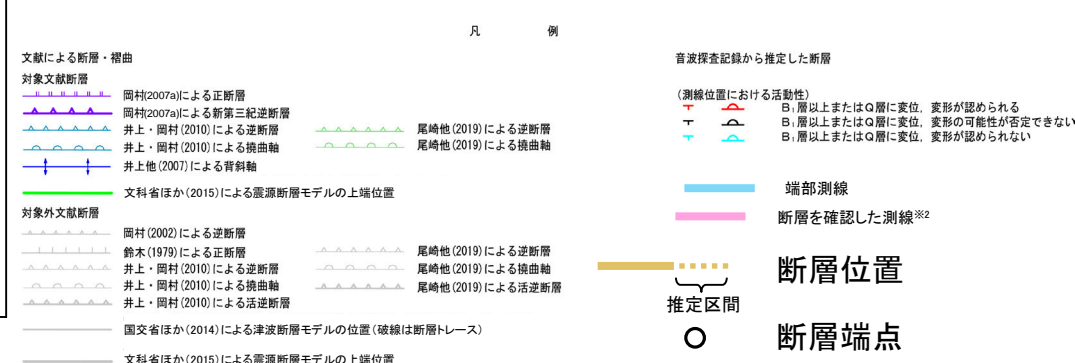 凡 例
文献による断層・褶曲
対象文献断層
岡村(2007a)による正断層
岡村(2007a)による新第三紀逆断層
井上・岡村(2010)による逆断層
井上・岡村(2010)による撓曲軸
井上他(2007)による背斜軸
尾崎他(2019)による逆断層
尾崎他(2019)による撓曲軸
文科省ほか(2015)による震源断層モデルの上端位置
対象外文献断層
岡村(2002)による逆断層
鈴木(1979)による正断層
井上・岡村(2010)による逆断層
井上・岡村(2010)による撓曲軸
井上・岡村(2010)による活逆断層
尾崎他(2019)による逆断層
尾崎他(2019)による撓曲軸
尾崎他(2019)による活逆断層
国交省ほか(2014)による津波断層モデルの位置(破線は断層トレース)
文科省ほか(2015)による震源断層モデルの上端位置
音波探査記録から推定した断層
(測線位置における活動性)
B₁層以上またはQ層に変位，変形が認められる
B₁層以上またはQ層に変位，変形の可能性が否定できない
B₁層以上またはQ層に変位，変形が認められない
端部測線
断層を確認した測線※2
断層位置
推定区間
断層端点